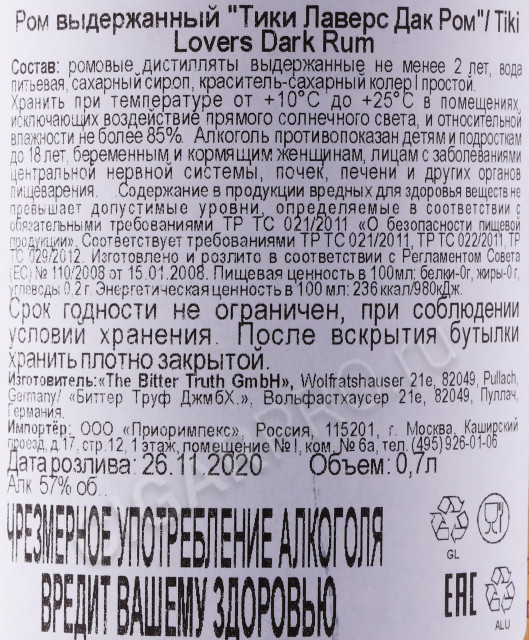 Ром выдержанный "Тики Лаверс Дак Ром"/ Tiki
Lovers Dark Rum
Состав: ромовые дистилляты выдержанные не менее 2 лет, вода
питьевая, сахарный сироп, краситель-сахарный колер I простой.
Хранить при температуре от +10°С до +25°С в помещениях,
исключающих воздействие прямого солнечного света, и относительной
влажности не более 85%. Алкоголь противопоказан детям и подросткам
до 18 лет, беременным и кормящим женщинам, лицам с заболеваниями
центральной нервной системы, почек, печени и других органов
пищеварения. Содержание в продукции вредных для здоровья веществ не
превышает допустимые уровни, определяемые в соответствии с
обязательными требованиями ТР ТС 021/2011 «О безопасности пищевой
продукции». Соответствует требованиями ТР ТС 021/2011, ТР ТС 022/2011, ТР
ТС 029/2012. Изготовлено и розлито в соответствии с Регламентом Совета
(ЕС) № 110/2008 от 15.01.2008. Пищевая ценность в 100мл: белки-0г, жиры-0г,
углеводы 0,2 г. Энергетическая ценность в 100 мл: 236 ккал/980кДж.
Срок годности не ограничен, при соблюдении
условий хранения. После вскрытия бутылки
хранить плотно закрытой.
Изготовитель:«The Bitter Truth GmbH», Wolfratshauser 21e, 82049, Pullach,
Germany/ «Биттер Труф ДжмбХ.», Вольфастхаузер 21е, 82049, Пуллач,
Германия.
Импортёр: ООО «Приоримпекс», Россия, 115201, г. Москва, Каширский
проезд, д.17, стр.12, 1 этаж, помещение №I, ком. №6а, тел. (495)926-01-06
Дата розлива: 26.11.2020 Объем: 0,7л
Алк 57% об..
ЧРЕЗМЕРНОЕ УПОТРЕБЛЕНИЕ АЛКОГОЛЯ
ВРЕДИТ ВАШЕМУ ЗДОРОВЬЮ
GL
EAC
ALU